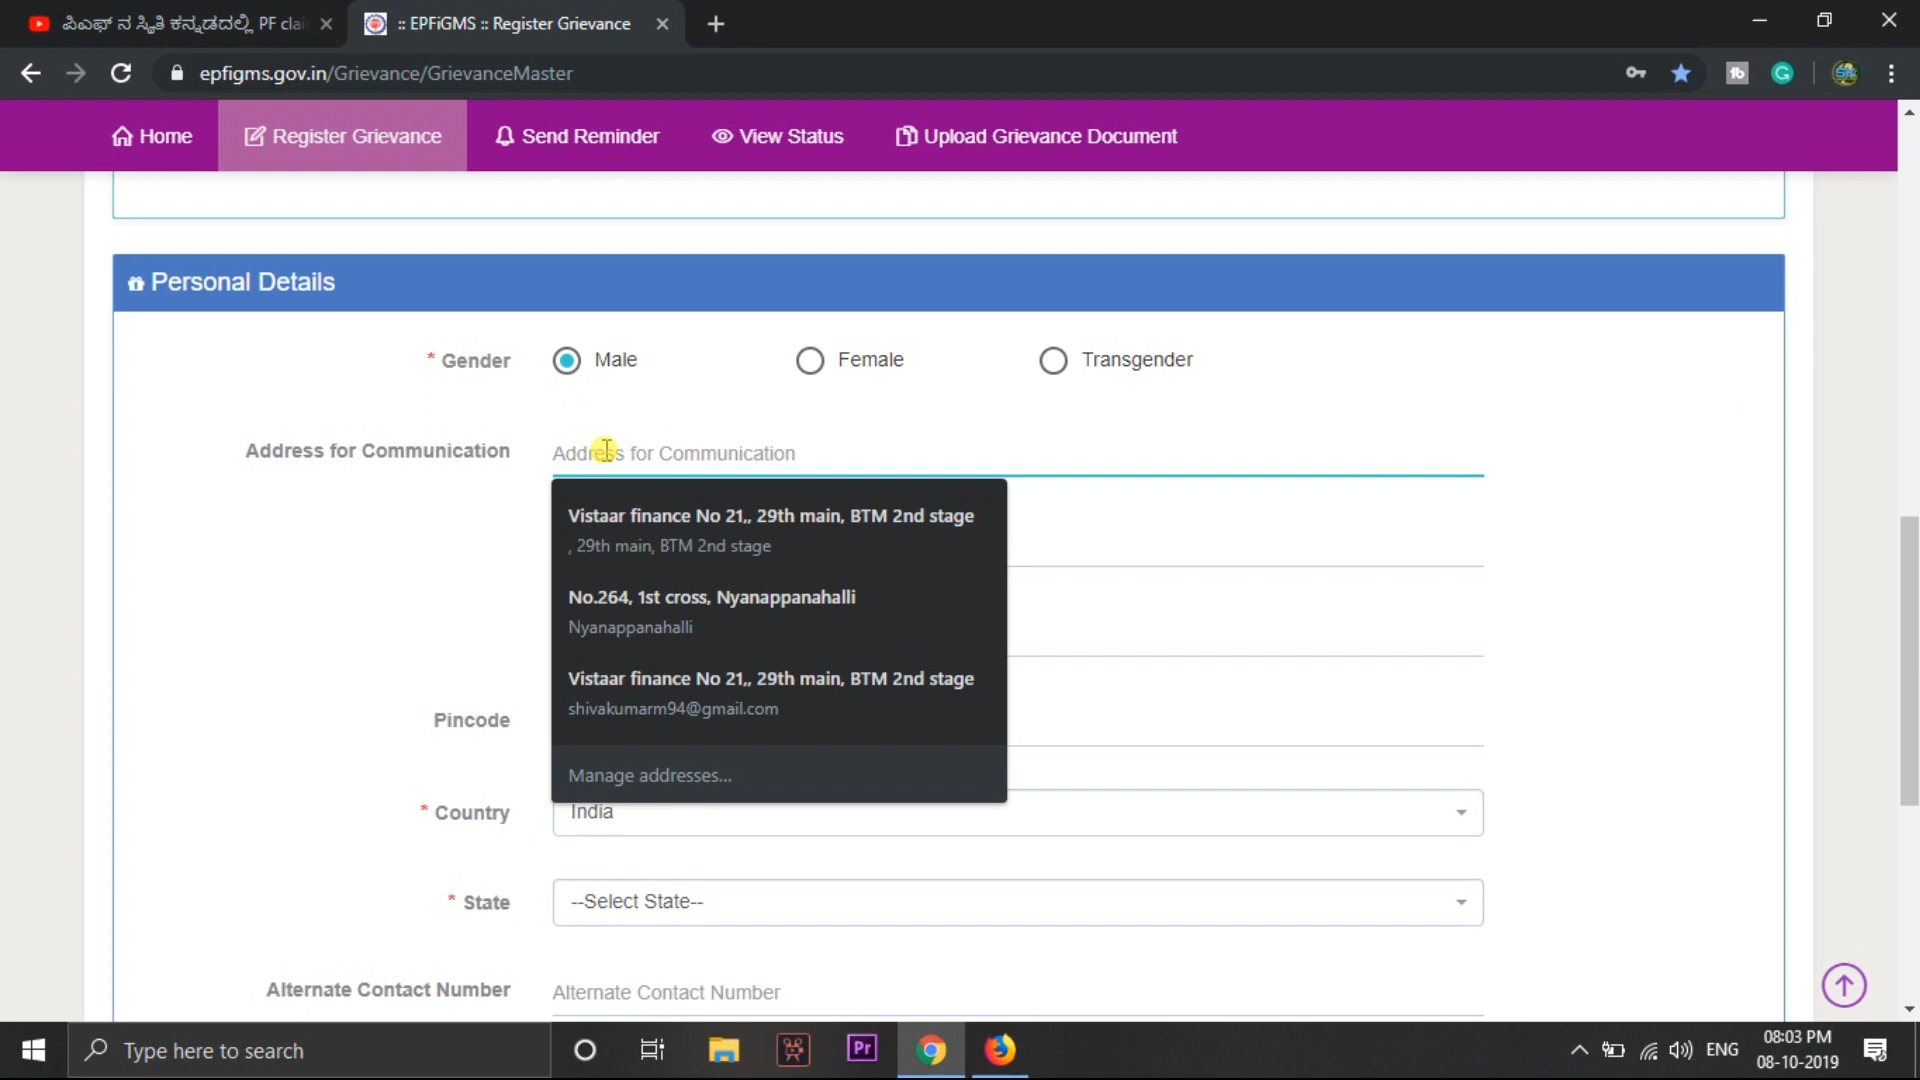 ಪಿಎಫ್ ನ ಸ್ಥಿತಿ ಕನ್ನಡದಲ್ಲಿ, PF clai
:: EPFiGMS :: Register Grievance
epfigms.gov.in/Grievance/GrievanceMaster
Home
Register Grievance
Send Reminder
View Status
Upload Grievance Document
Personal Details
* Gender
Male
Female
Transgender
Address for Communication
Address for Communication
Vistaar finance No 21,, 29th main, BTM 2nd stage
, 29th main, BTM 2nd stage
No.264, 1st cross, Nyanappanahalli
Nyanappanahalli
Vistaar finance No 21,, 29th main, BTM 2nd stage
shivakumarm94@gmail.com
Manage addresses...
Pincode
* Country
India
* State
--Select State--
Alternate Contact Number
Alternate Contact Number
Type here to search
Pr
ENG
08:03 PM
08-10-2019